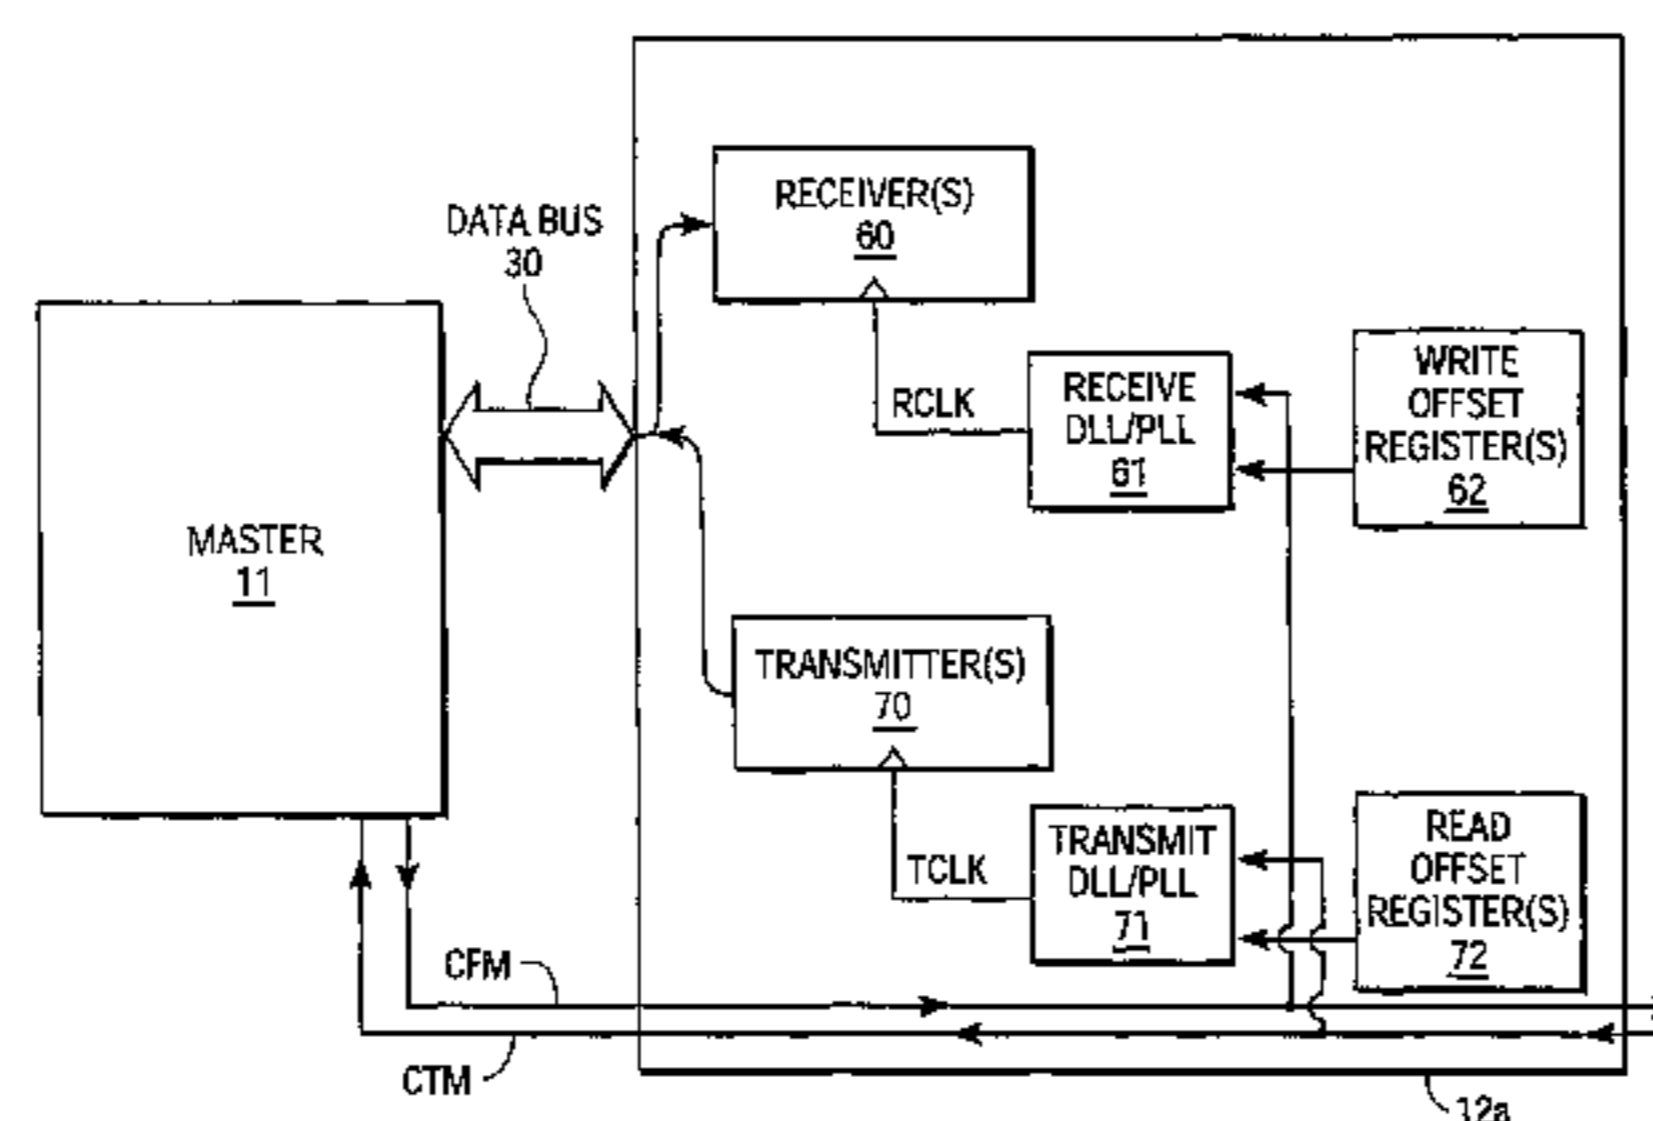 DATA BUS
30
RECEIVER(S)
60
MASTER
11
RCLK
RECEIVE
DLL/PLL
61
WRITE
OFFSET
REGISTER(S)
62
TRANSMITTER(S)
70
TCLK
TRANSMIT
DLL/PLL
71
READ
OFFSET
REGISTER(S)
72
CFM
CTM
12a